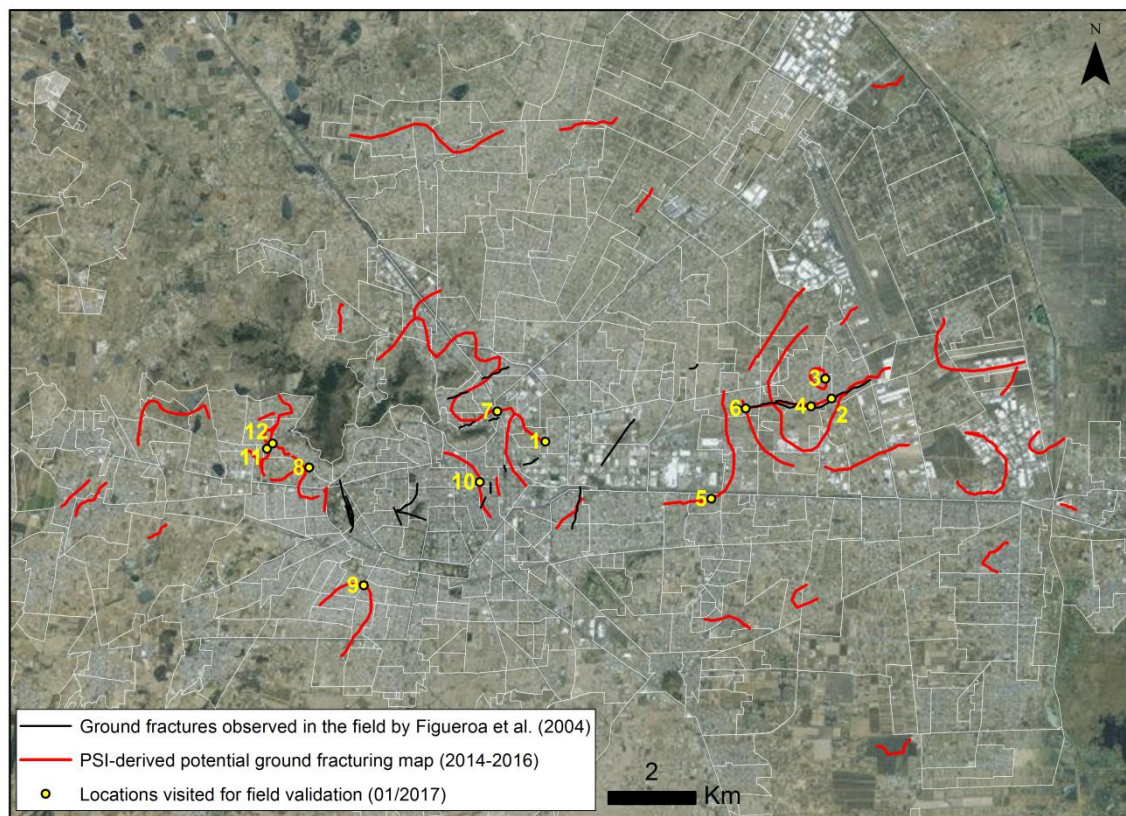 N
3
2
4
6
7
1
12
11
8
10
5
9
Ground fractures observed in the field by Figueroa et al. (2004)
PSI-derived potential ground fracturing map (2014-2016)
Locations visited for field validation (01/2017)
2
Km